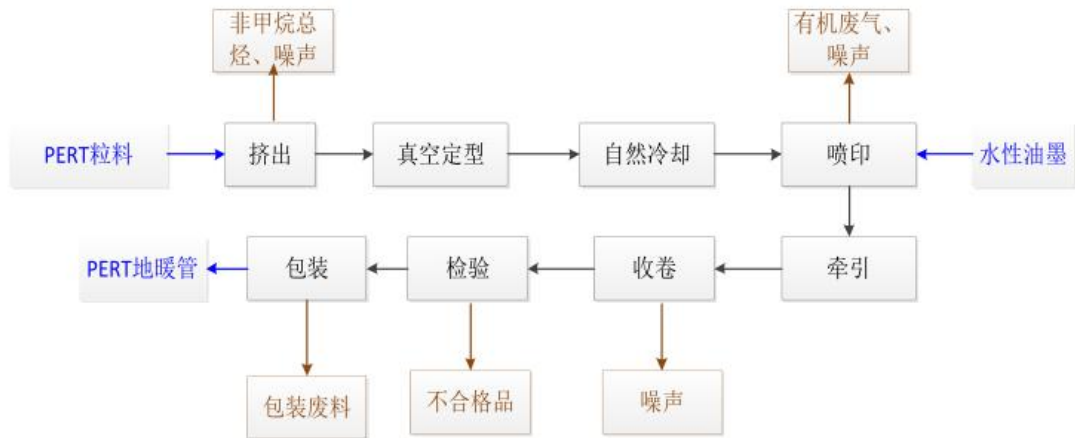 非甲烷总
烃、噪声
有机废气、
噪声
PERT粒料
挤出
真空定型
自然冷却
喷印
水性油墨
PERT地暖管
包装
检验
收卷
牵引
包装废料
不合格品
噪声